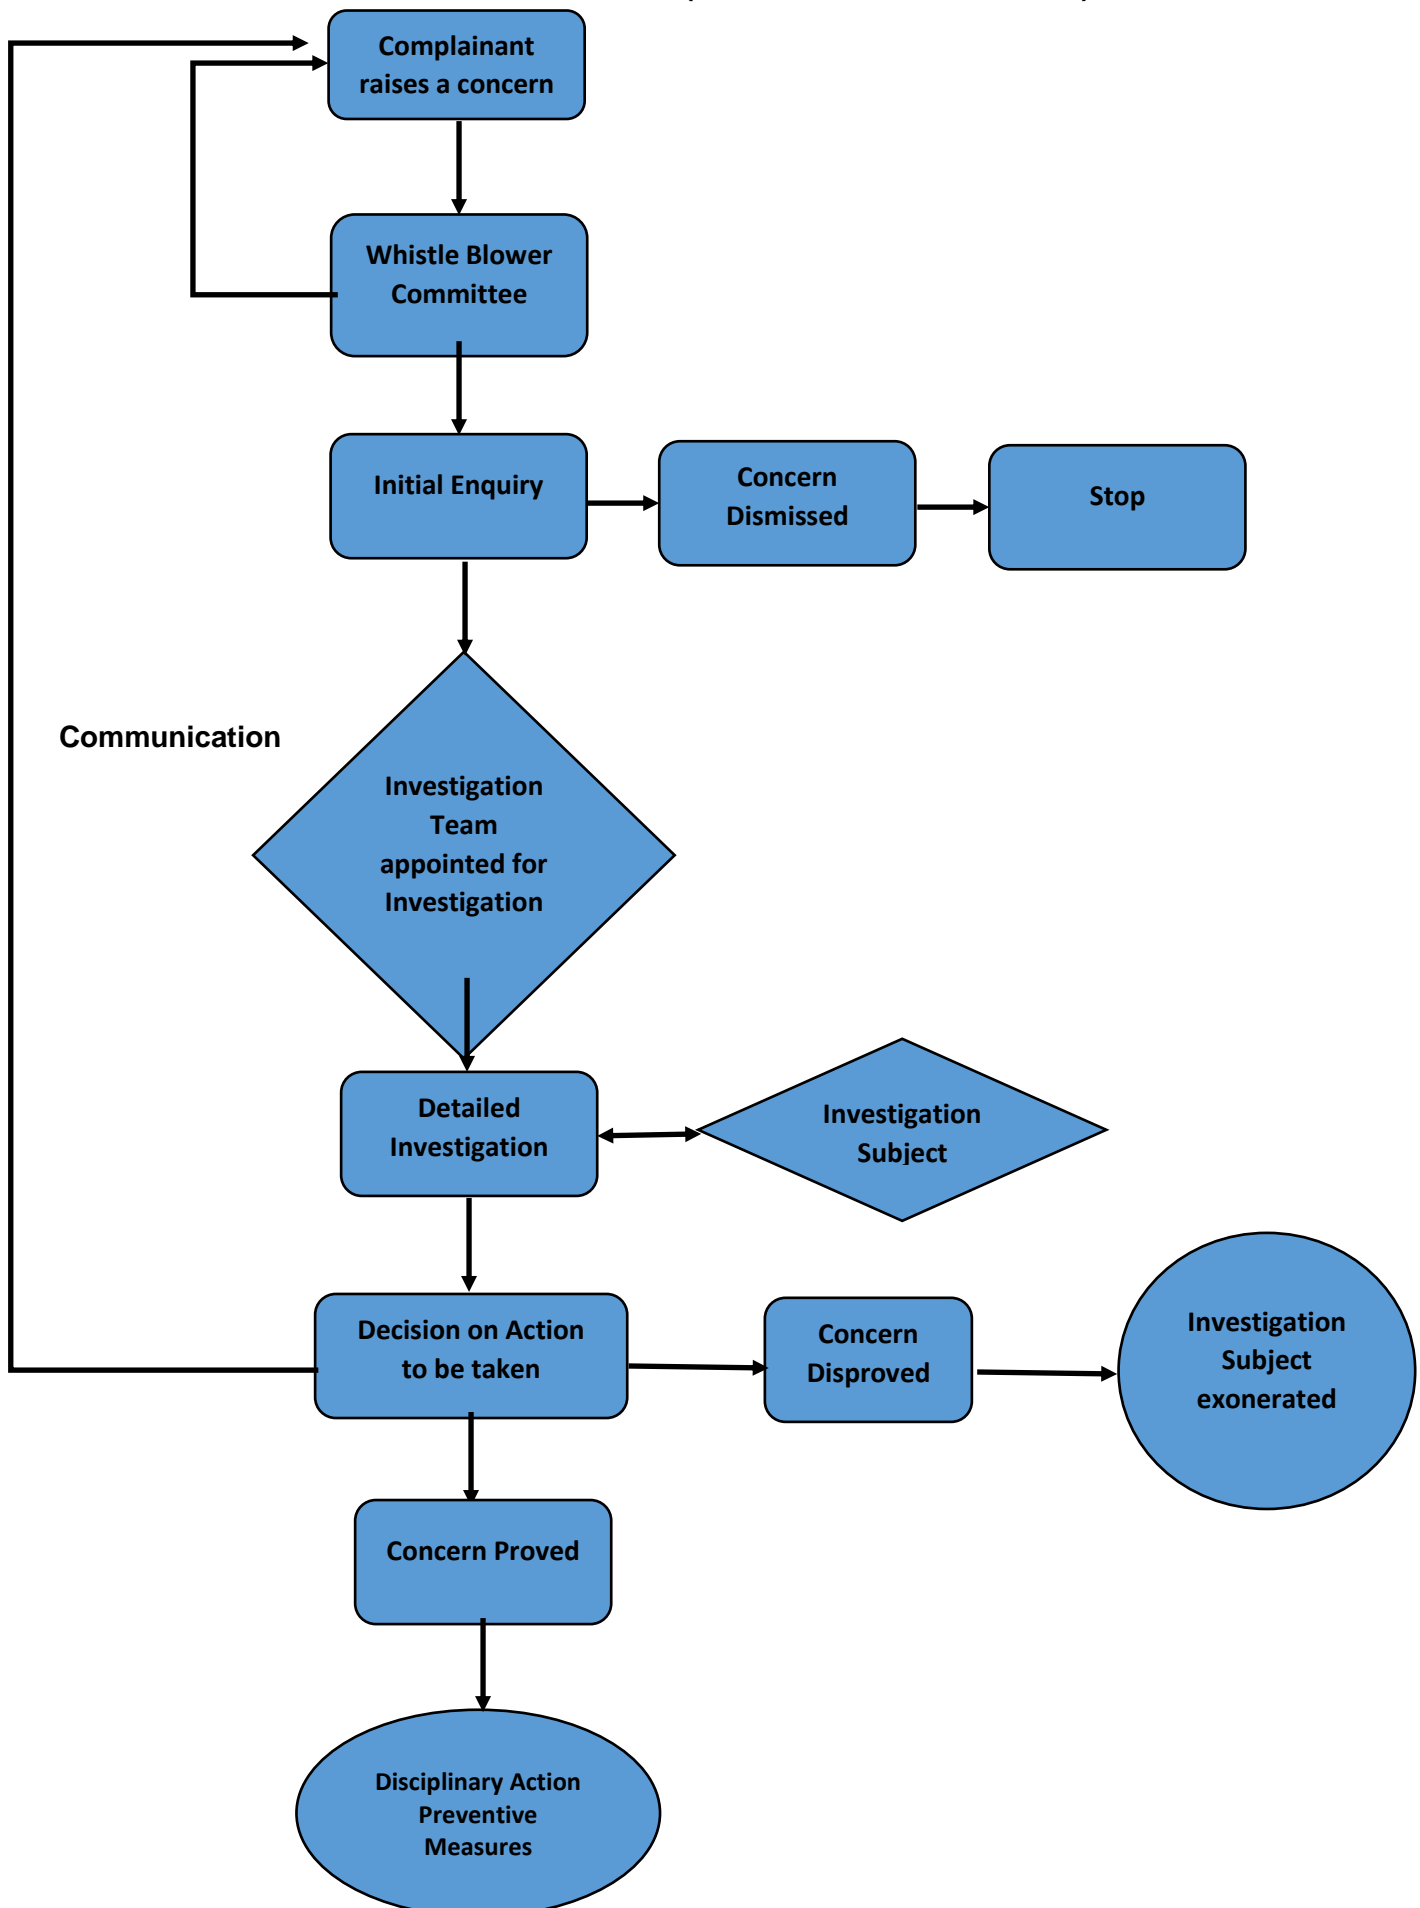 Complainant
raises a concern
Whistle Blower
Committee
Initial Enquiry
Concern
Dismissed
Stop
Communication
Investigation
Team
appointed for
Investigation
Detailed
Investigation
Investigation
Subject
Decision on Action
to be taken
Concern
Disproved
Investigation
Subject
exonerated
Concern Proved
Disciplinary Action
Preventive
Measures